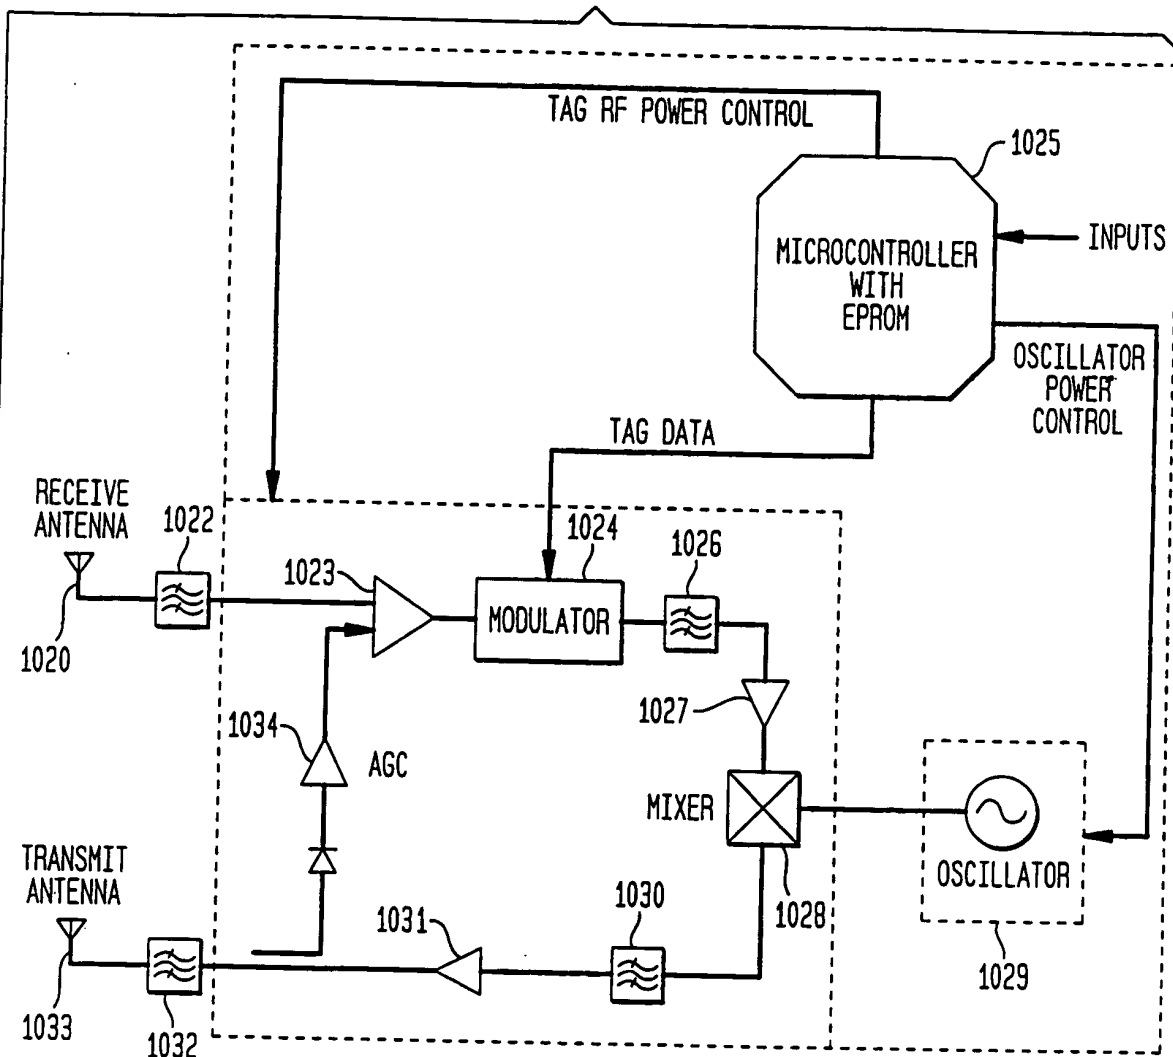 TAG RF POWER CONTROL
1025
MICROCONTROLLER
WITH
EPROM
INPUTS
OSCILLATOR
POWER
CONTROL
TAG DATA
RECEIVE
ANTENNA
1022
1020
1023
1024
MODULATOR
1026
1027
1034
AGC
MIXER
1028
OSCILLATOR
1029
TRANSMIT
ANTENNA
1033
1032
1031
1030